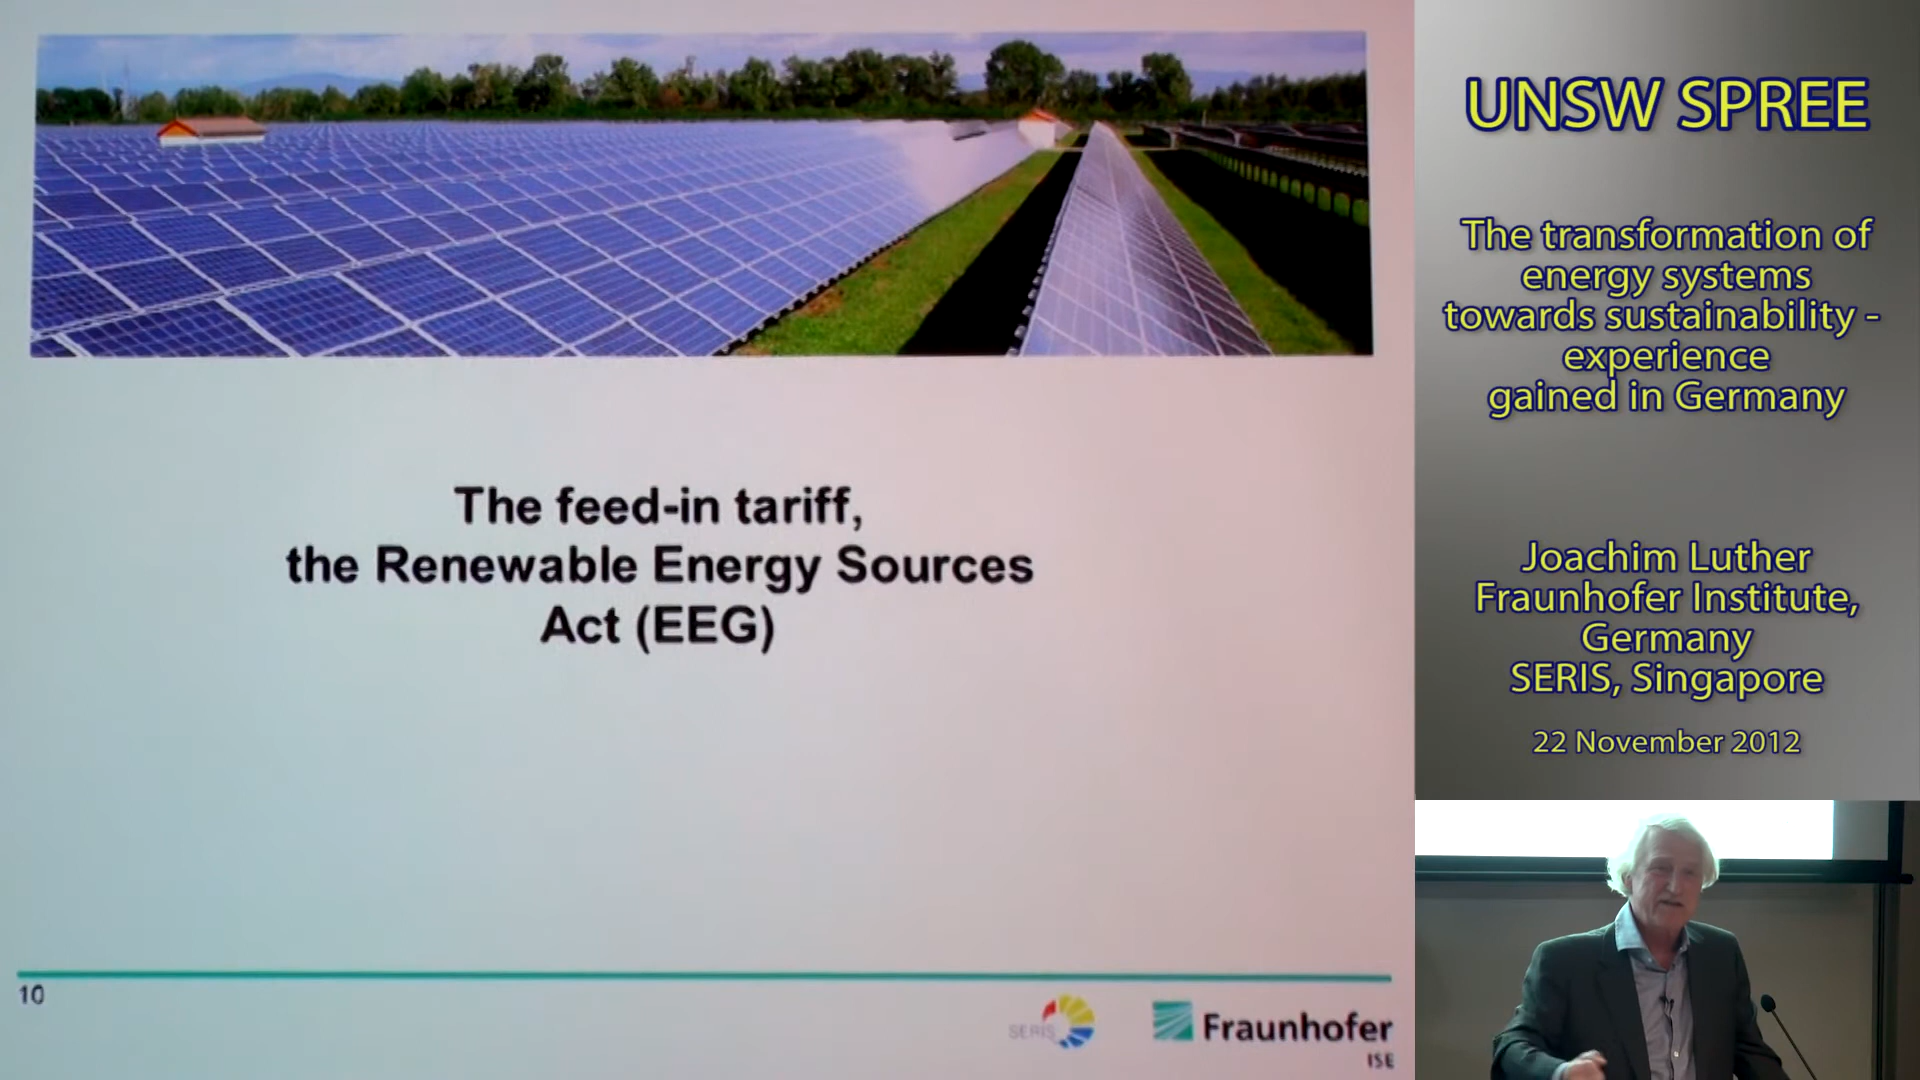 The feed-in tariff,
the Renewable Energy Sources
Act (EEG)
10
SERIS
Fraunhofer
ISE
UNSW SPREE
The transformation of
energy systems
towards sustainability -
experience
gained in Germany
Joachim Luther
Fraunhofer Institute,
Germany
SERIS, Singapore
22 November 2012